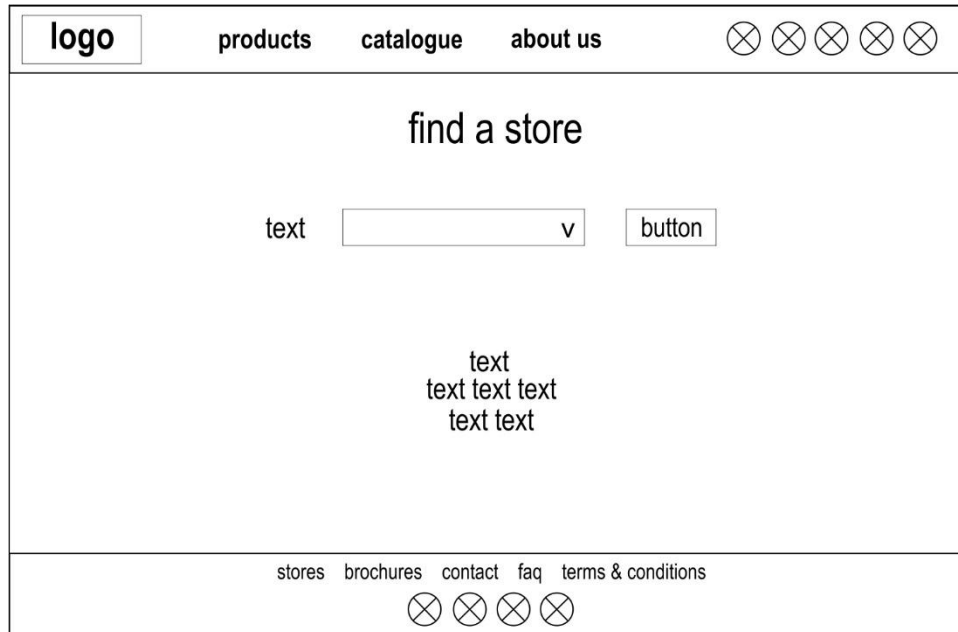 logo products catalogue about us
find a store
text v button
text
text text text
text text
stores brochures contact faq terms & conditions